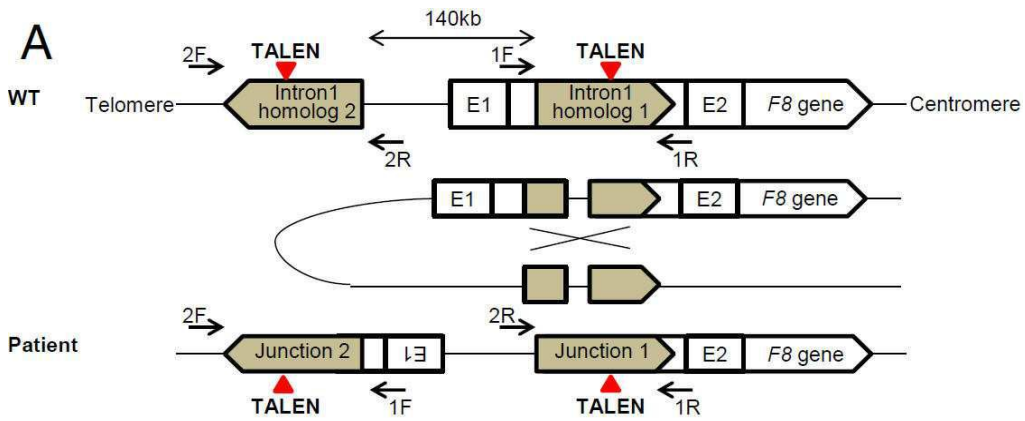 A
140kb
2F
TALEN
1F
TALEN
WT
Telomere
Intron1
homolog 2
E1
Intron1
homolog 1
E2
F8 gene
Centromere
2R
1R
E1
E2
F8 gene
2F
2R
Patient
Junction 2
E1
Junction 1
E2
F8 gene
TALEN
1F
TALEN
1R